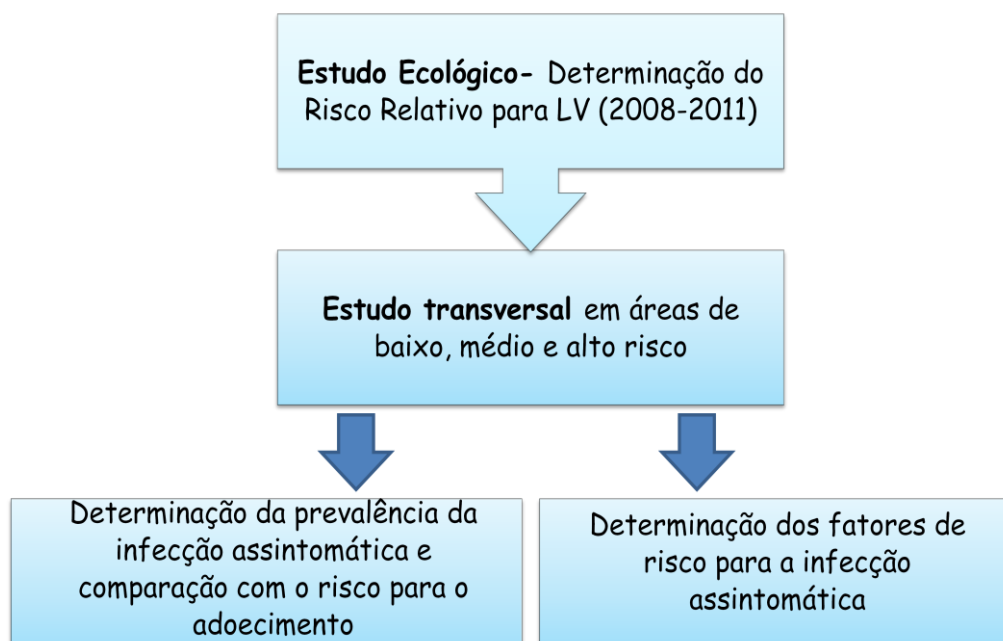 Estudo Ecológico- Determinação do
Risco Relativo para LV (2008-2011)
Estudo transversal em áreas de
baixo, médio e alto risco
Determinação da prevalência da
infecção assintomática e
comparação com o risco para o
adoecimento
Determinação dos fatores de
risco para a infecção
assintomática